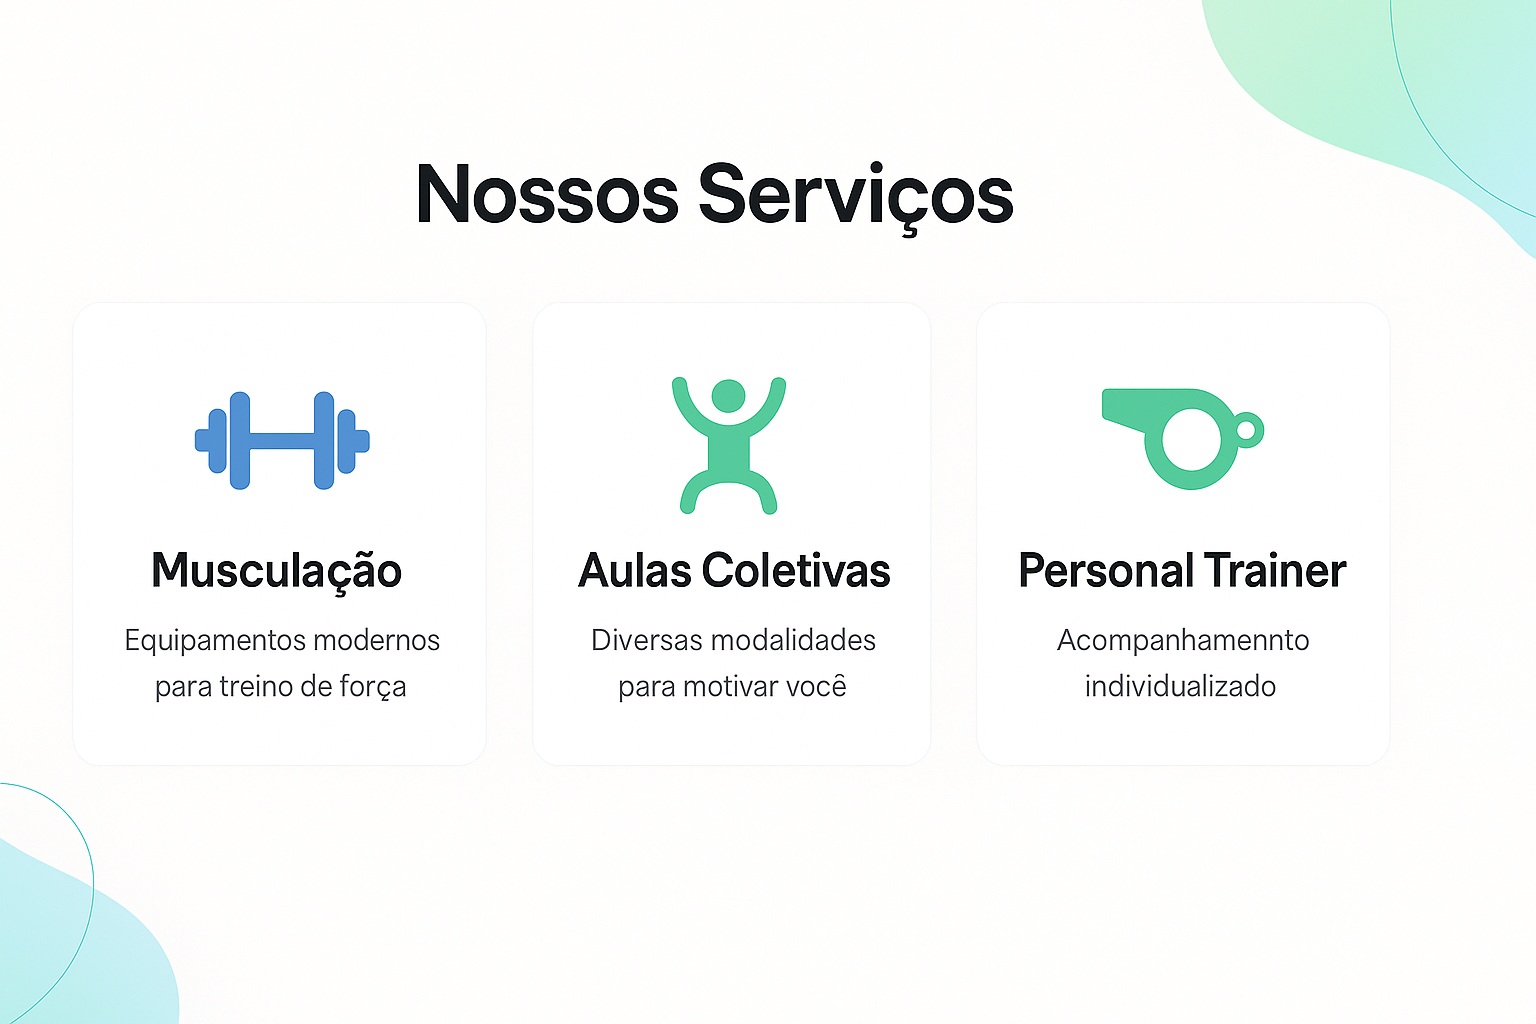 Nossos Serviços
Musculação
Equipamentos modernos
para treino de força
Aulas Coletivas
Diversas modalidades
para motivar você
Personal Trainer
Acompanhamennto
individualizado